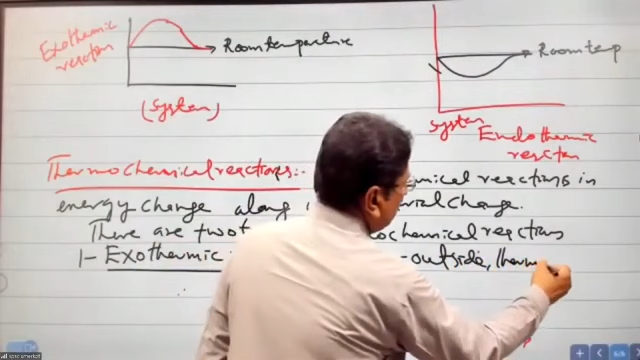 Exothermic
reaction
Room temperature
(System)
Room temp
System
Endothermic
reaction
Thermochemical reactions:- mical reactions in
energy change along rial change.
There are two t ochemical reactions
1- Exothermic -outside, therm